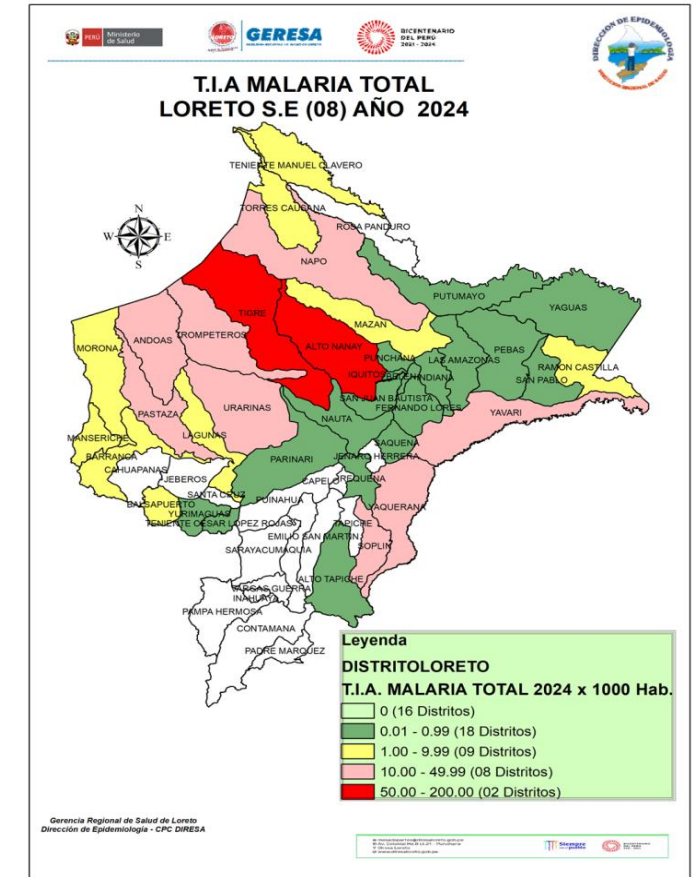 PERÚ Ministerio de Salud
LORETO
GERESA
BICENTENARIO
DEL PERÚ
2021 - 2024
DIRECCION DE EPIDEMIOLOGÍA
DIRECCION REGIONAL DE SALUD
T.I.A MALARIA TOTAL
LORETO S.E (08) AÑO 2024
TENIENTE MANUEL CLAVERO
TORRES CAUSANA
ROSA PANDURO
N
W E
S
NAPO
PUTUMAYO
YAGUAS
TIGRE
MAZAN
ANDOAS
TROMPETEROS
MORONA
ALTO NANAY
PUNCHANA
LAS AMAZONAS
PEBAS
RAMON CASTILLA
IQUITOS
BELEN
INDIANA
SAN PABLO
SAN JUAN BAUTISTA
FERNANDO LORES
YAVARI
PASTAZA
URARINAS
NAUTA
LAGUNAS
MANSERICHE
SAQUENA
BARRANCA
PARINARI
JENARO HERRERA
CAHUAPANAS
JEBEROS
CAPELO
REQUENA
SANTA CRUZ
PUINAHUA
YAQUERANA
BALSAPUERTO
YURIMAGUAS
TENIENTE CESAR LOPEZ ROJAS
TAPICHE
EMILIO SAN MARTIN
SOPLIN
SARAYACU
MAQUIA
ALTO TAPICHE
VARGAS GUERRA
INAHUAYA
PAMPA HERMOSA
CONTAMANA
PADRE MARQUEZ
Leyenda
DISTRITOLORETO
T.I.A. MALARIA TOTAL 2024 x 1000 Hab.
0 (16 Distritos)
0.01 - 0.99 (18 Distritos)
1.00 - 9.99 (09 Distritos)
10.00 - 49.99 (08 Distritos)
50.00 - 200.00 (02 Distritos)
Gerencia Regional de Salud de Loreto
Dirección de Epidemiología - CPC DIRESA
Siempre